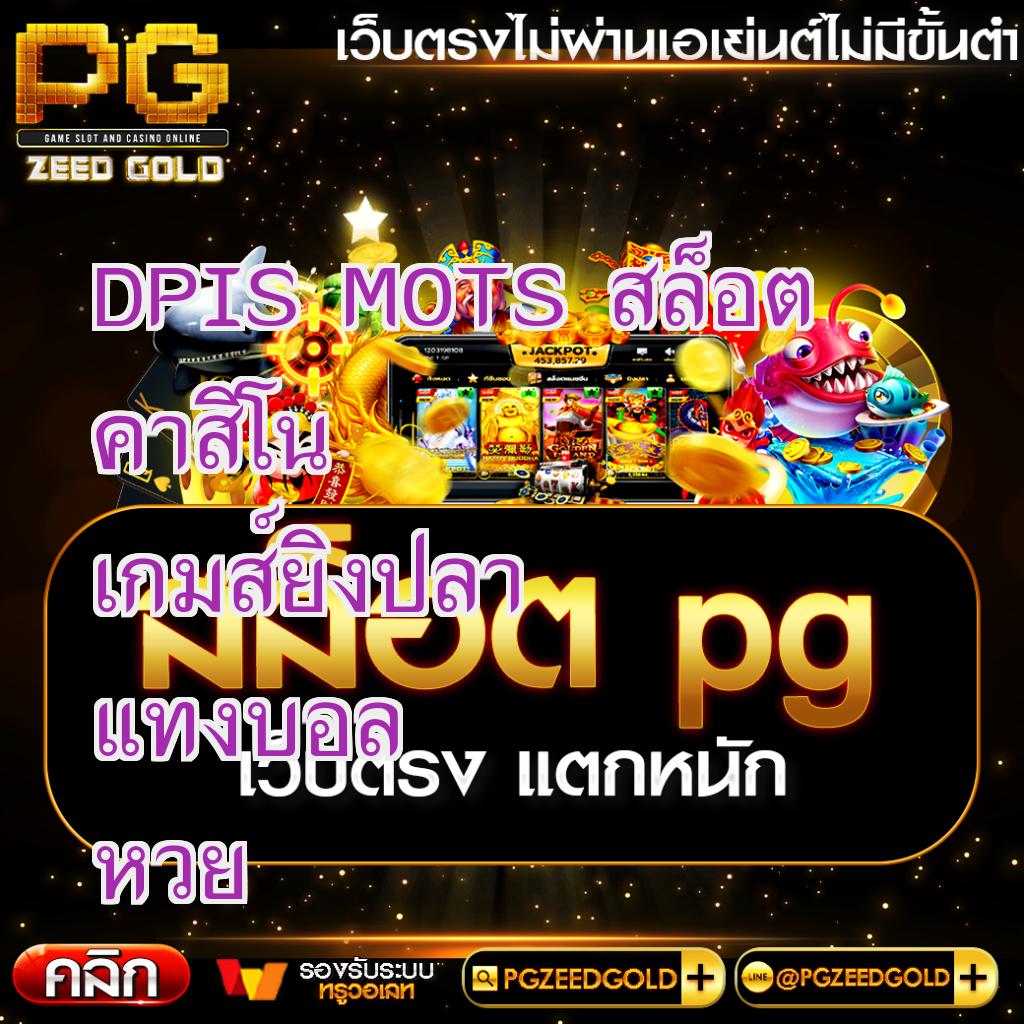 PG
เว็บตรงไม่ผ่านเอเย่นต์ไม่มีขั้นต่ำ
GAME SLOT AND CASINO ONLINE
ZEED GOLD
DPIS MOTS สล็อต
คาสิโน
เกมส์ยิงปลา
แทงบอล
หวย
1203198108
JACKPOT
453,857.29
สล็อต pg
เว็บตรง แตกหนัก
คลิก
รองรับระบบ
ทรูวอเลท
PGZEEDGOLD +
LINE @PGZEEDGOLD +